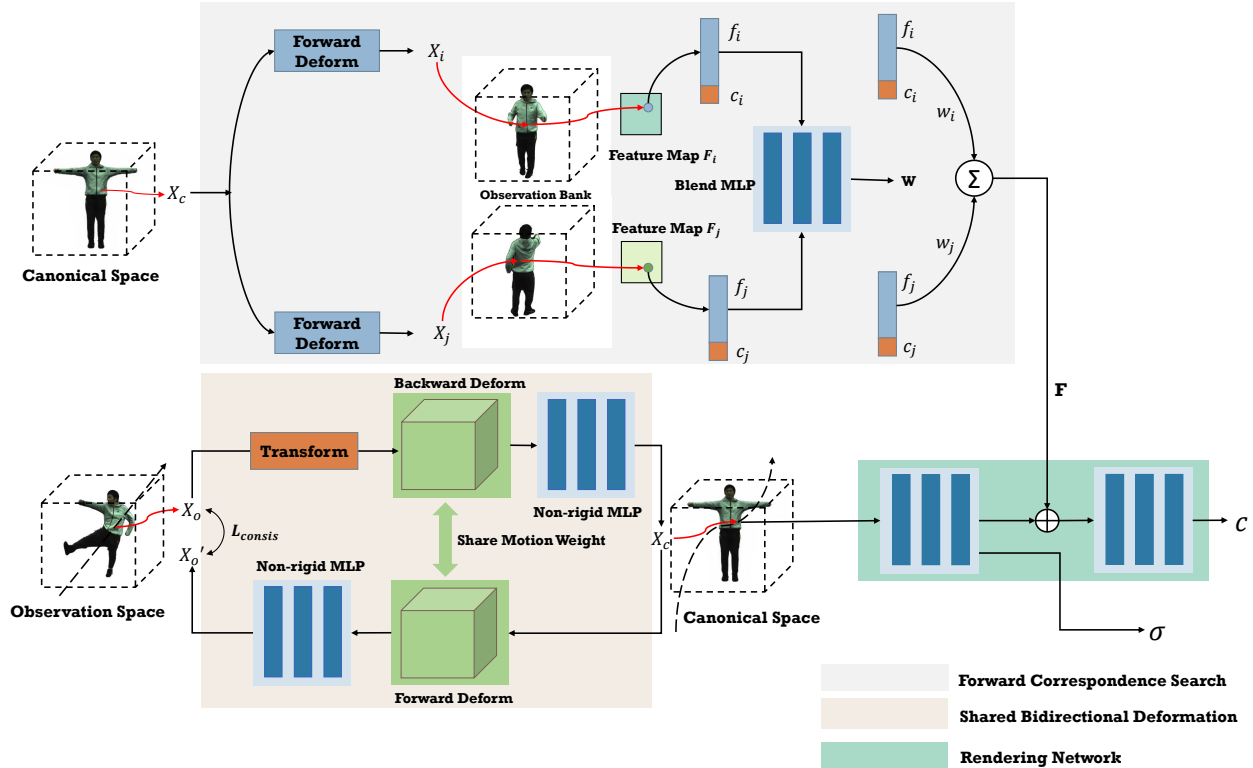 Forward
Deform
X_i
f_i
c_i
f_i
c_i
w_i
Feature Map F_i
Observation Bank
Blend MLP
W
Σ
X_c
Canonical Space
Feature Map F_j
w_j
f_j
c_j
f_j
c_j
Forward
Deform
X_j
F
Backward Deform
Transform
Non-rigid MLP
X_o
L_consis
X_o'
Share Motion Weight
X_c
Non-rigid MLP
Observation Space
Canonical Space
Forward Deform
C
σ
Forward Correspondence Search
Shared Bidirectional Deformation
Rendering Network